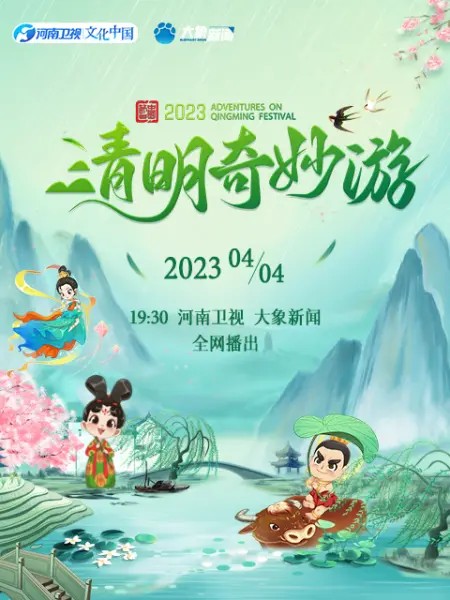 河南卫视 文化中国
大象新闻
2023 ADVENTURES ON
QINGMING FESTIVAL
清明奇妙游
2023 04/04
19:30 河南卫视 大象新闻
全网播出